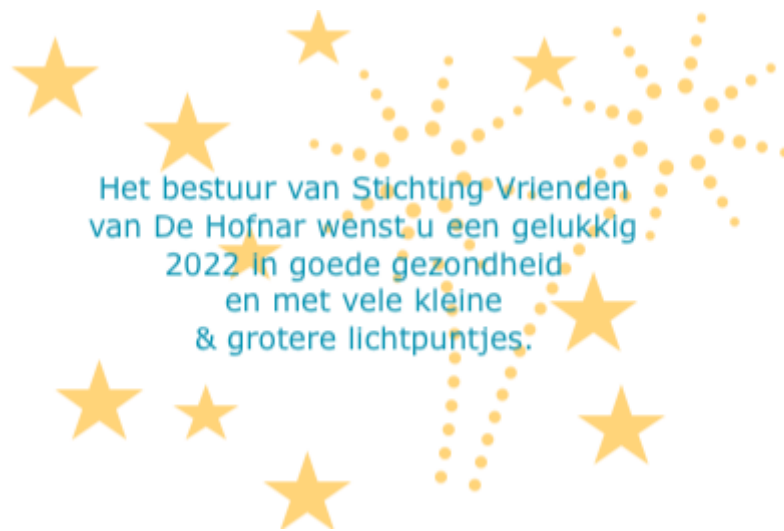 Het bestuur van Stichting Vrienden
van De Hofnar wenst u een gelukkig
2022 in goede gezondheid
en met vele kleine
& grotere lichtpuntjes.